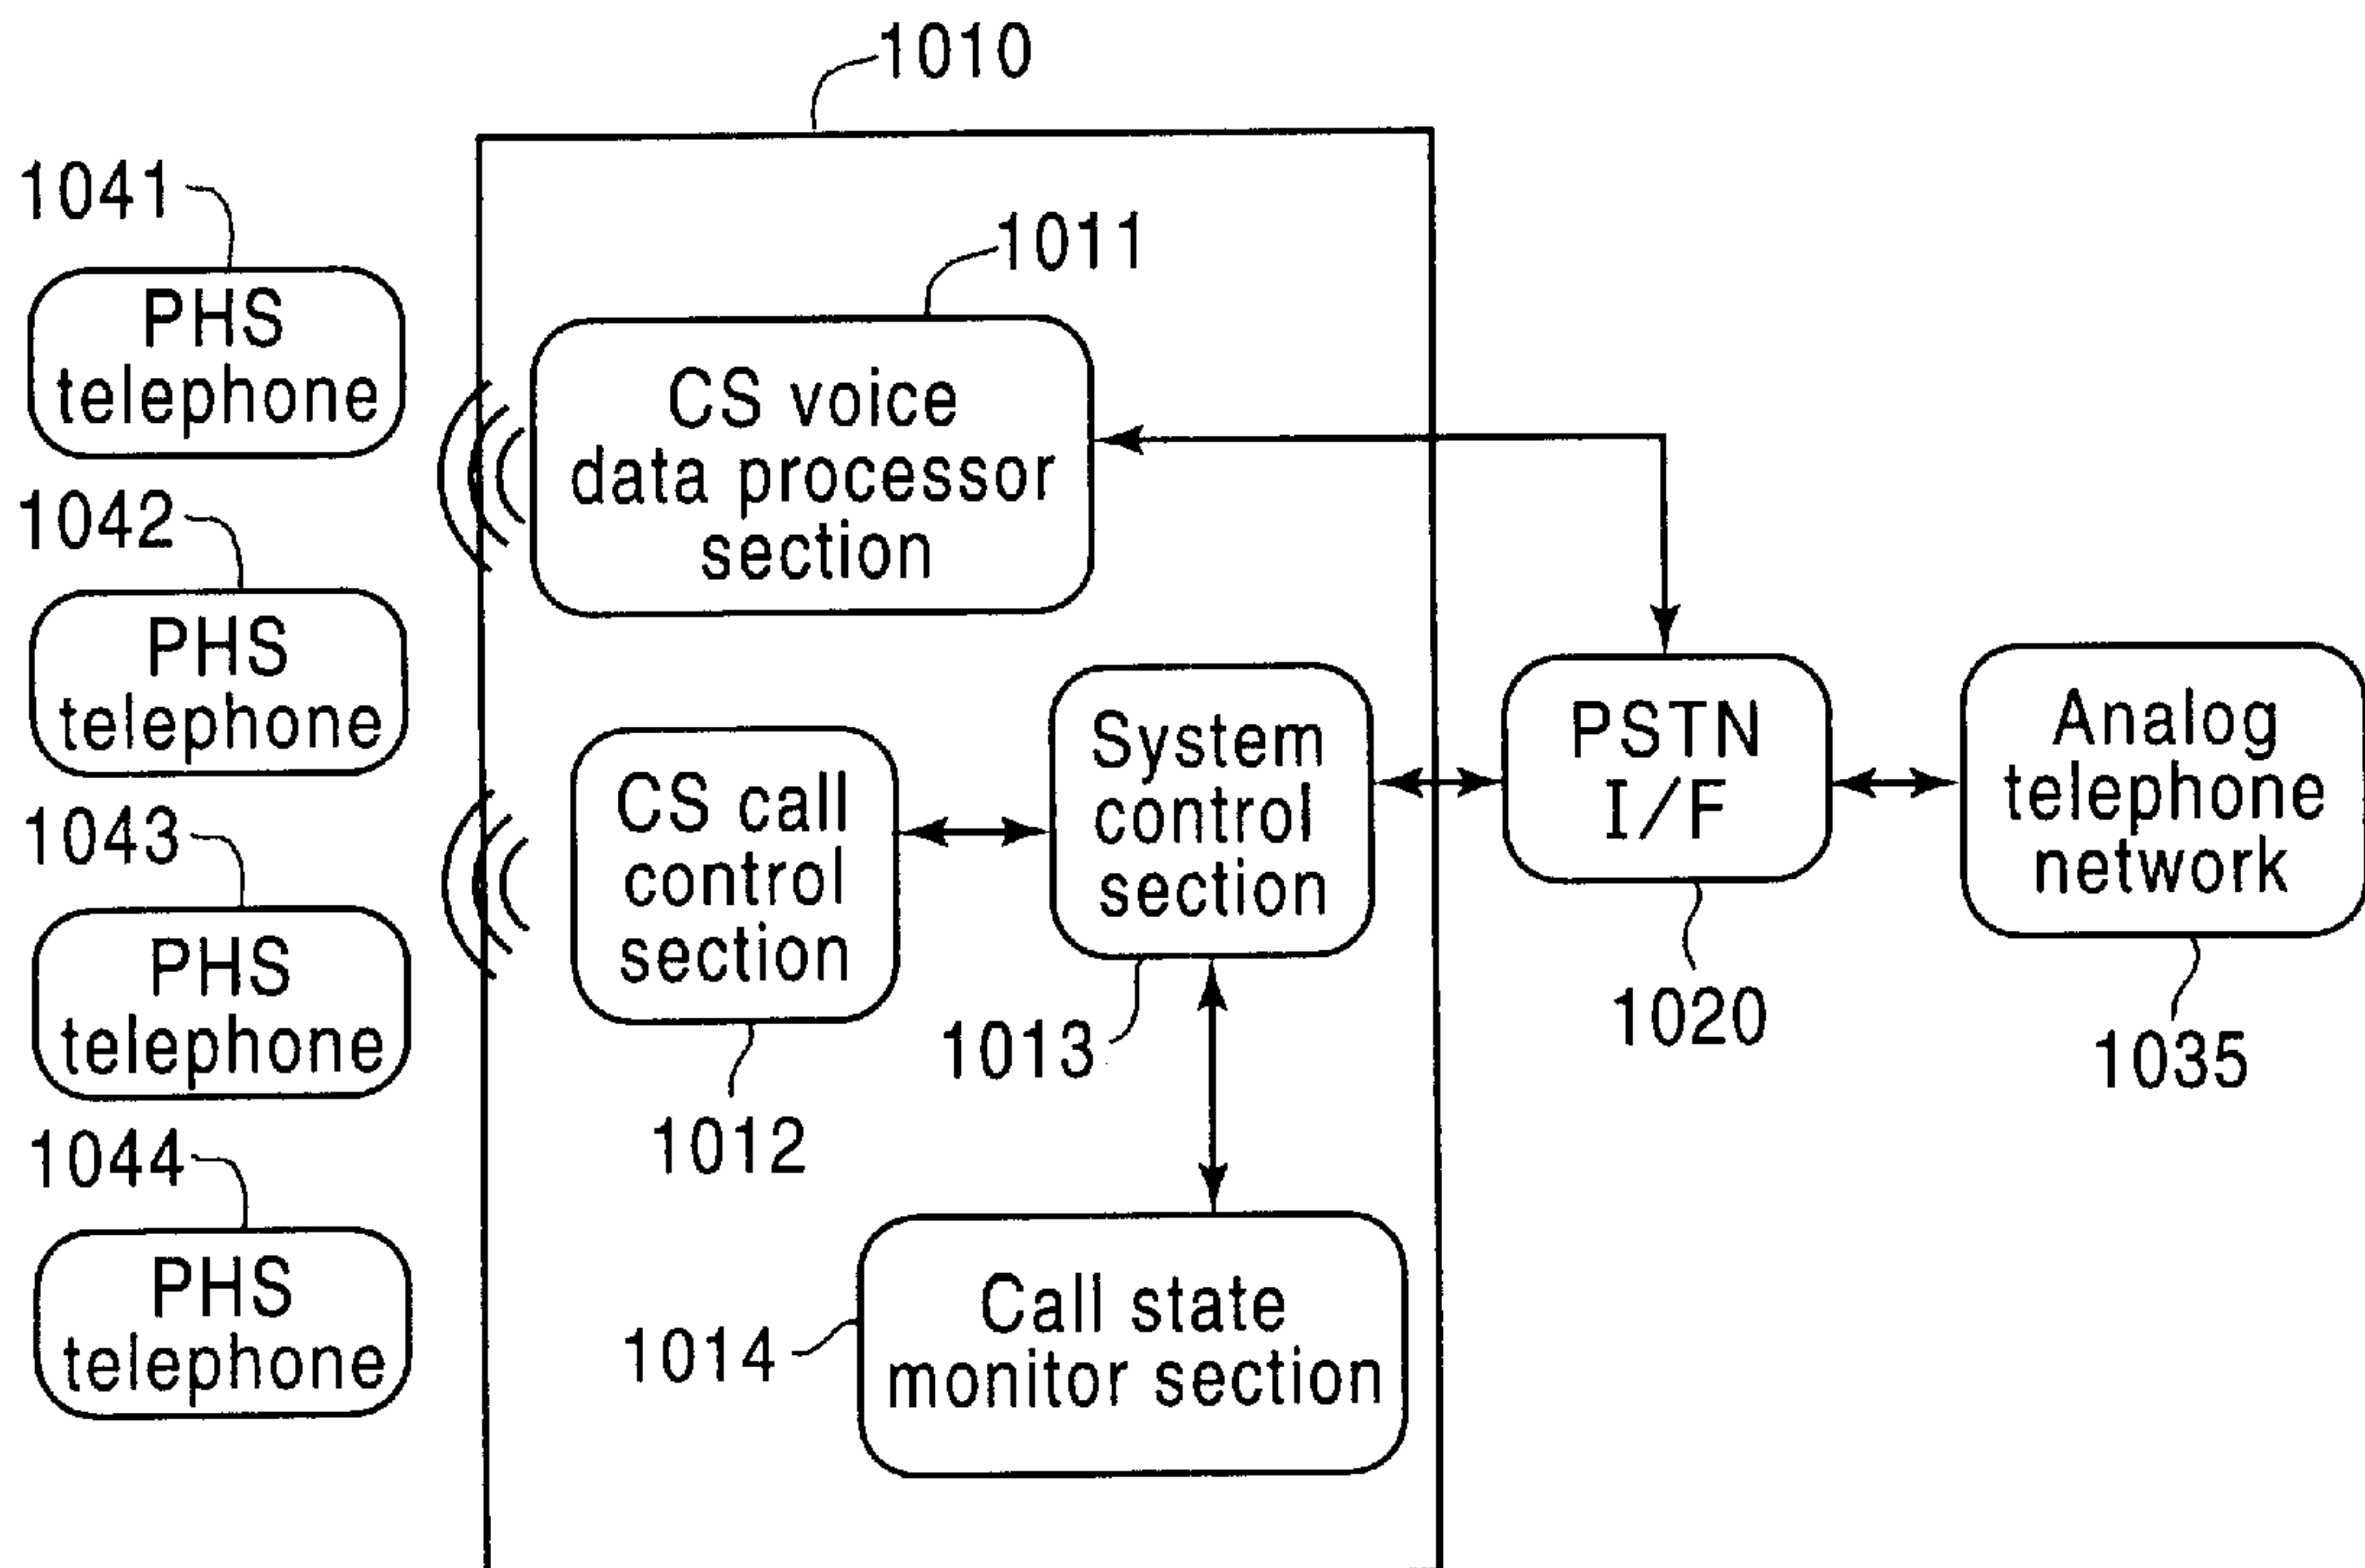 1010
1041
PHS
telephone
1011
CS voice
data processor
section
1042
PHS
telephone
System
control
section
PSTN
I/F
Analog
telephone
network
CS call
control
section
1043
PHS
telephone
1013
1020
1035
1012
1044
PHS
telephone
1014
Call state
monitor section